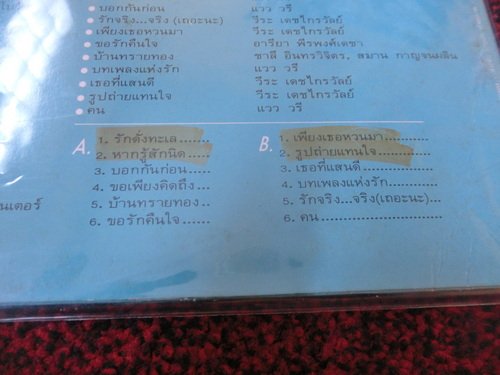 บอกกันก่อน แวว วรี
รักจริง...จริง (เถอะนะ) วีระ เดชไกรวัลย์
เพียงเธอหวนมา วีระ เดชไกรวัลย์
ขอรักคืนใจ อารียา พีรพงศ์เดชา
บ้านทรายทอง ชาลี อินทรวิจิตร, สมาน กาญจนผลิน
บทเพลงแห่งรัก แวว วรี
เธอที่แสนดี วีระ เดชไกรวัลย์
รูปถ่ายแทนใจ วีระ เดชไกรวัลย์
คน แวว วรี
A.
1. รักดั่งทะเล.......
2. หากรู้สักนิด.....
3. บอกกันก่อน.....
4. ขอเพียงคิดถึง...
5. บ้านทรายทอง..
6. ขอรักคืนใจ......
B.
1. เพียงเธอหวนมา...........
2. รูปถ่ายแทนใจ............
3. เธอที่แสนดี...............
4. บทเพลงแห่งรัก..........
5. รักจริง...จริง(เถอะนะ)...
6. คน........................
นเตอร์